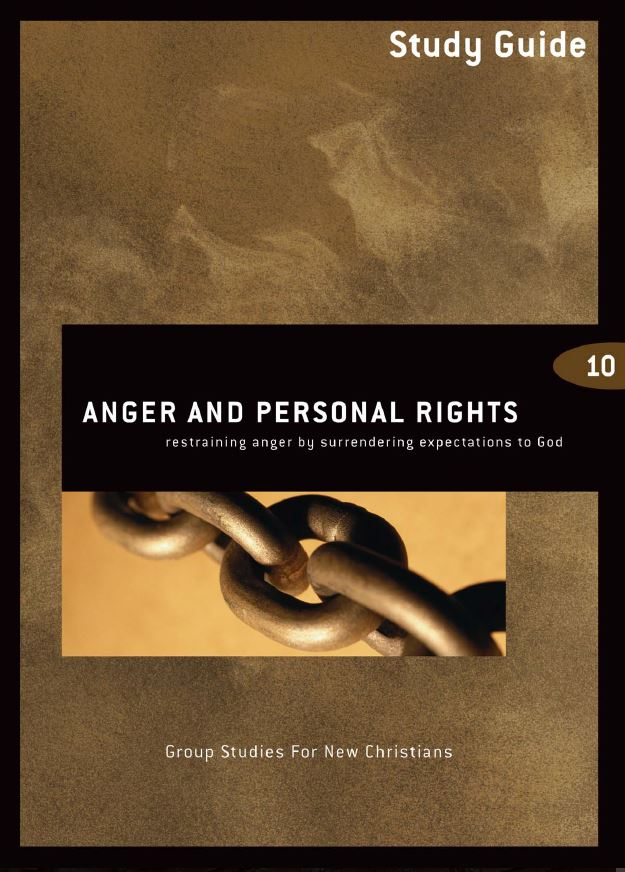 Study Guide
10
ANGER AND PERSONAL RIGHTS
restraining anger by surrendering expectations to God
Group Studies For New Christians